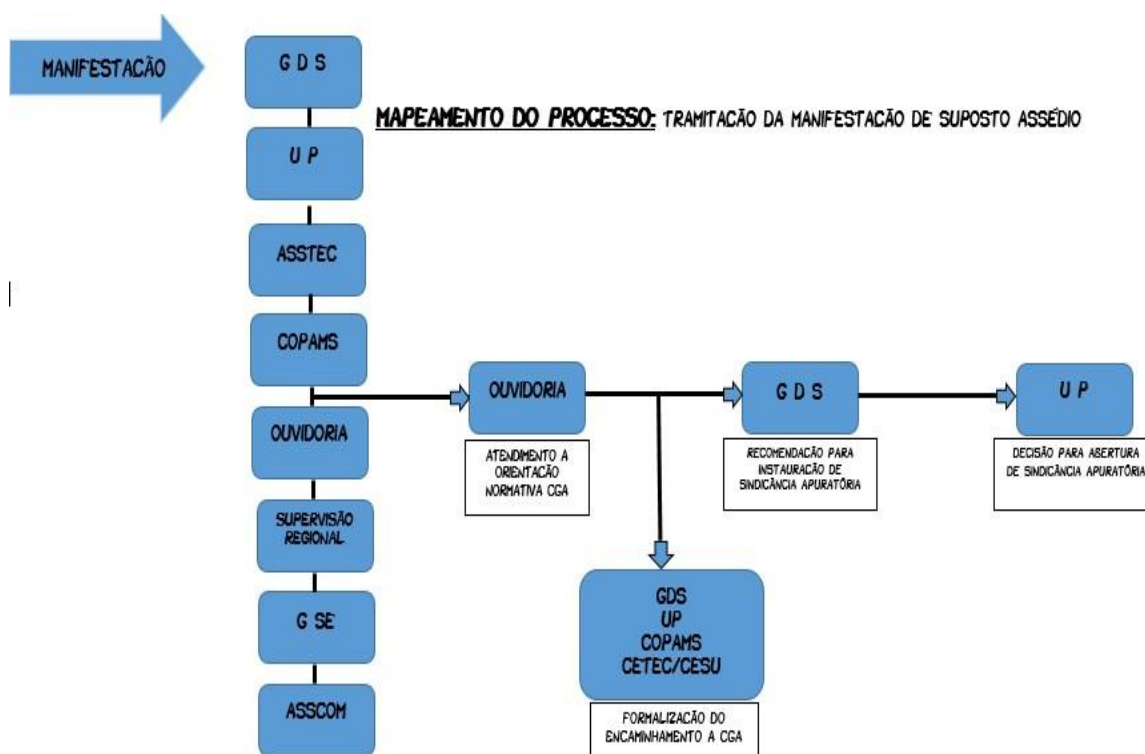 MANIFESTAÇÃO
G D S
MAPEAMENTO DO PROCESSO: TRAMITAÇÃO DA MANIFESTAÇÃO DE SUPOSTO ASSÉDIO
U P
ASSTEC
COPAMS
OUVIDORIA
SUPERVISÃO
REGIONAL
G SE
ASSCOM
OUVIDORIA
ATENDIMENTO A
ORIENTAÇÃO
NORMATIVA CGA
G D S
RECOMENDAÇÃO PARA
INSTAURAÇÃO DE
SINDICÂNCIA APURATÓRIA
U P
DECISÃO PARA ASERTURA
DE SINDICÂNCIA APURATÓRIA
GDS
UP
COPAMS
CETEC/CESU
FORMALIZAÇÃO DO
ENCAMINHAMENTO A CGA